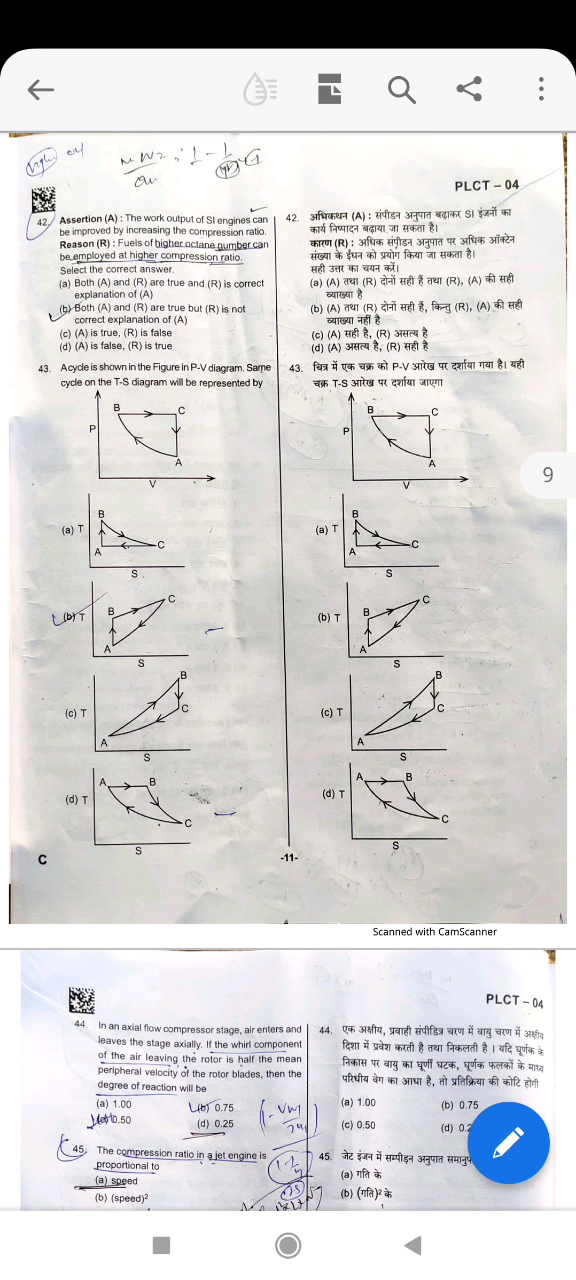 PLCT – 04
42. Assertion (A) : The work output of SI engines can
be improved by increasing the compression ratio.
Reason (R) : Fuels of higher octane number can
be employed at higher compression ratio.
Select the correct answer.
(a) Both (A) and (R) are true and (R) is correct
explanation of (A)
(b) Both (A) and (R) are true but (R) is not
correct explanation of (A)
(c) (A) is true, (R) is false
(d) (A) is false, (R) is true
43. A cycle is shown in the Figure in P-V diagram. Same
cycle on the T-S diagram will be represented by
B
C
P
A
V
(a) T
B
A
C
S
(b) T
B
C
A
S
(c) T
B
C
A
S
(d) T
A
B
C
S
C
42. अभिकथन (A) : संपीडन अनुपात बढ़ाकर SI इंजनों का
कार्य निष्पादन बढ़ाया जा सकता है।
कारण (R) : अधिक संपीडन अनुपात पर अधिक ऑक्टेन
संख्या के ईंधन को प्रयोग किया जा सकता है।
सही उत्तर का चयन करें।
(a) (A) तथा (R) दोनों सही हैं तथा (R), (A) की सही
व्याख्या है
(b) (A) तथा (R) दोनों सही हैं, किन्तु (R), (A) की सही
व्याख्या नहीं है
(c) (A) सही है, (R) असत्य है
(d) (A) असत्य है, (R) सही है
43. चित्र में एक चक्र को P-V आरेख पर दर्शाया गया है। यही
चक्र T-S आरेख पर दर्शाया जाएगा
B
C
P
A
V
(a) T
B
A
C
S
(b) T
B
C
A
S
(c) T
B
C
A
S
(d) T
A
B
C
S
9
-11-
Scanned with CamScanner
PLCT – 04
44. In an axial flow compressor stage, air enters and
leaves the stage axially. If the whirl component
of the air leaving the rotor is half the mean
peripheral velocity of the rotor blades, then the
degree of reaction will be
(a) 1.00 (b) 0.75
(c) 0.50 (d) 0.25
45. The compression ratio in a jet engine is
proportional to
(a) speed
(b) (speed)²
44. एक अक्षीय, प्रवाही संपीडित्र चरण में वायु चरण में अक्षीय
दिशा में प्रवेश करती है तथा निकलती है। यदि घूर्णक के
निकास पर वायु का घूर्णी घटक, घूर्णक फलकों के माध्य
परिधीय वेग का आधा है, तो प्रतिक्रिया की कोटि होगी
(a) 1.00 (b) 0.75
(c) 0.50 (d) 0.2
45. जेट इंजन में सम्पीड़न अनुपात समानुप
(a) गति के
(b) (गति)² के